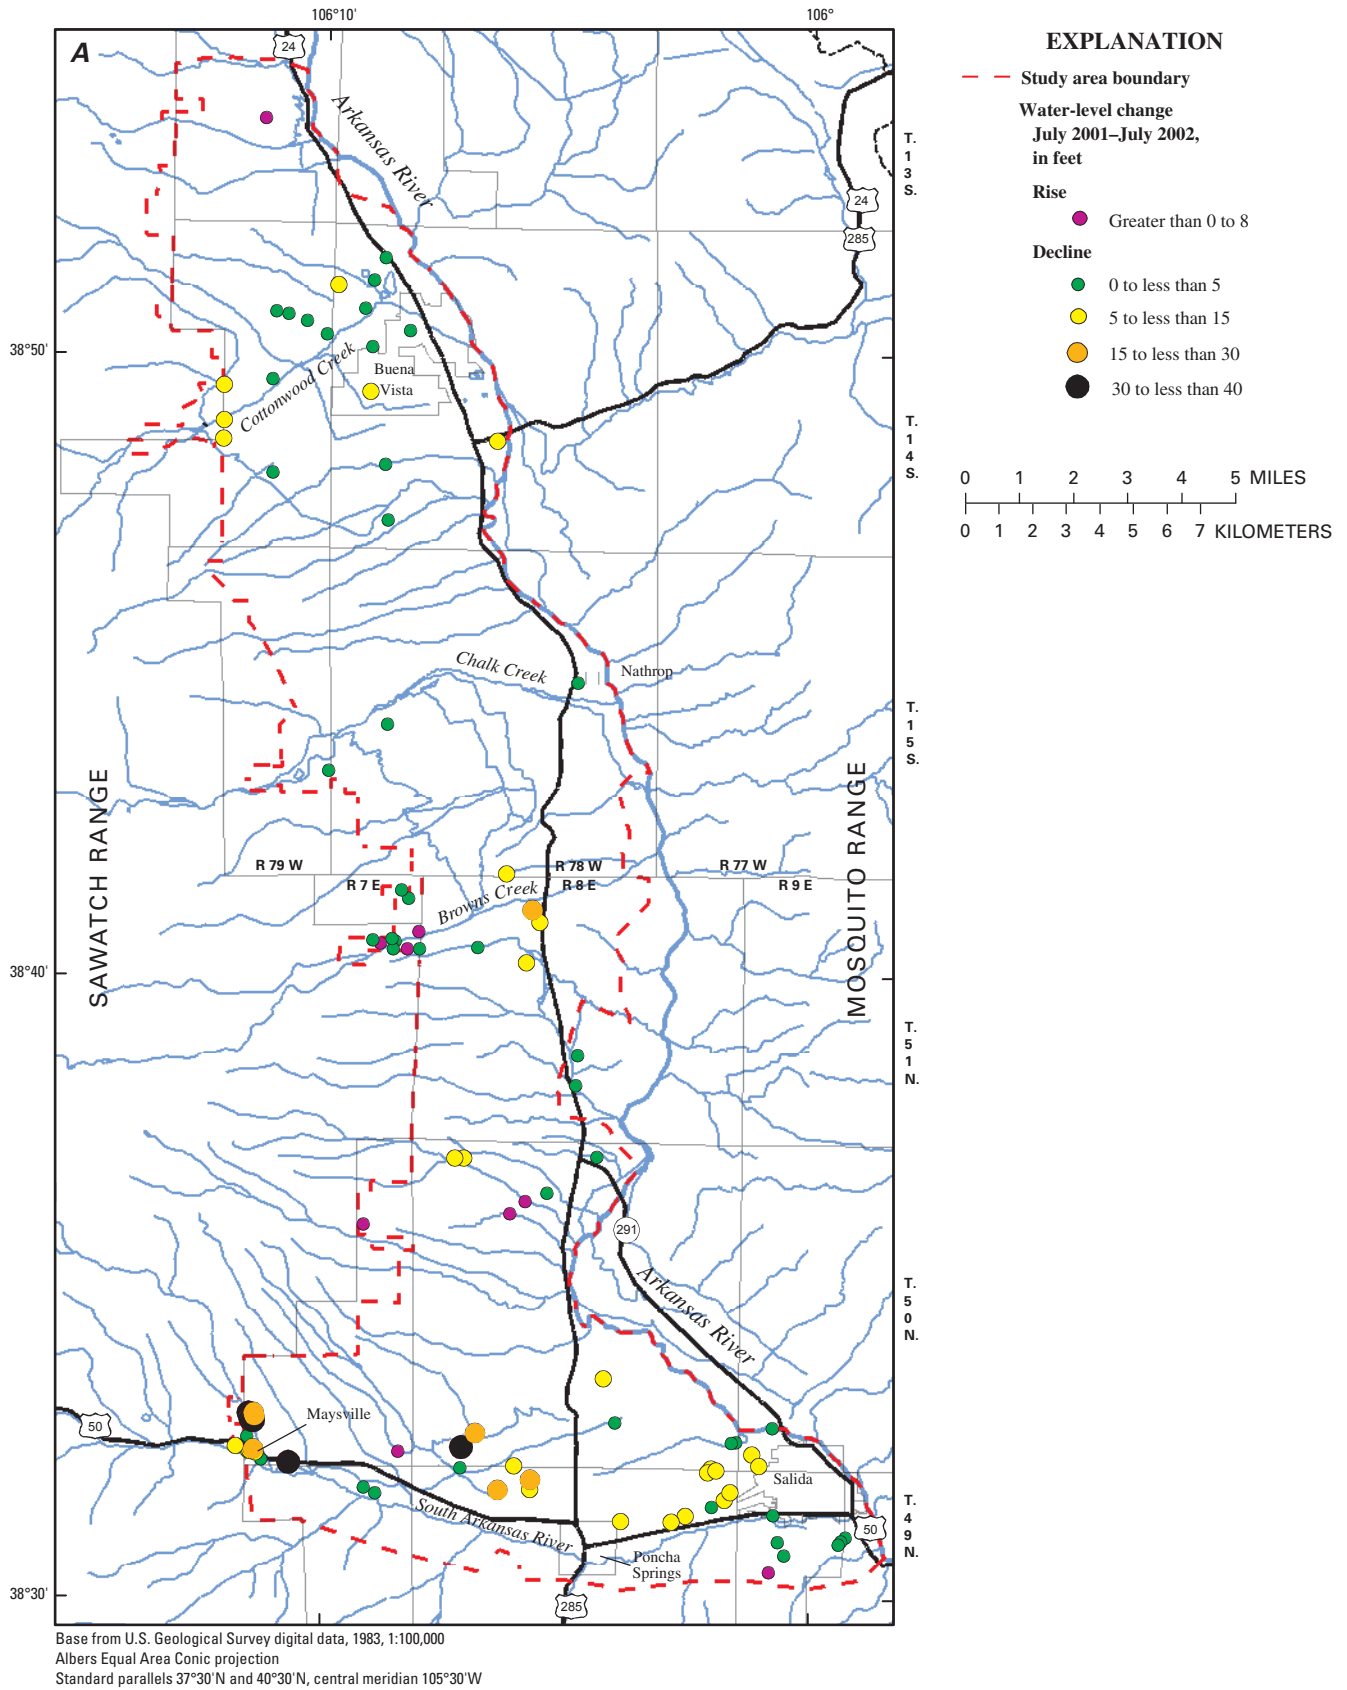 106°10'
106°
A
24
Arkansas River
24
285
T.
1
3
S.
38°50'
Cottonwood Creek
Buena
Vista
T.
1
4
S.
Chalk Creek
Nathrop
T.
1
5
S.
SAWATCH RANGE
MOSQUITO RANGE
R 79 W
R 78 W
R 77 W
R 7 E
R 8 E
R 9 E
Browns Creek
38°40'
T.
5
1
N.
291
Arkansas River
T.
5
0
N.
50
Maysville
Salida
South Arkansas River
T.
4
9
N.
50
Poncha
Springs
38°30'
285
EXPLANATION
Study area boundary
Water-level change
July 2001–July 2002,
in feet
Rise
Greater than 0 to 8
Decline
0 to less than 5
5 to less than 15
15 to less than 30
30 to less than 40
0 1 2 3 4 5 MILES
0 1 2 3 4 5 6 7 KILOMETERS
Base from U.S. Geological Survey digital data, 1983, 1:100,000
Albers Equal Area Conic projection
Standard parallels 37°30'N and 40°30'N, central meridian 105°30'W